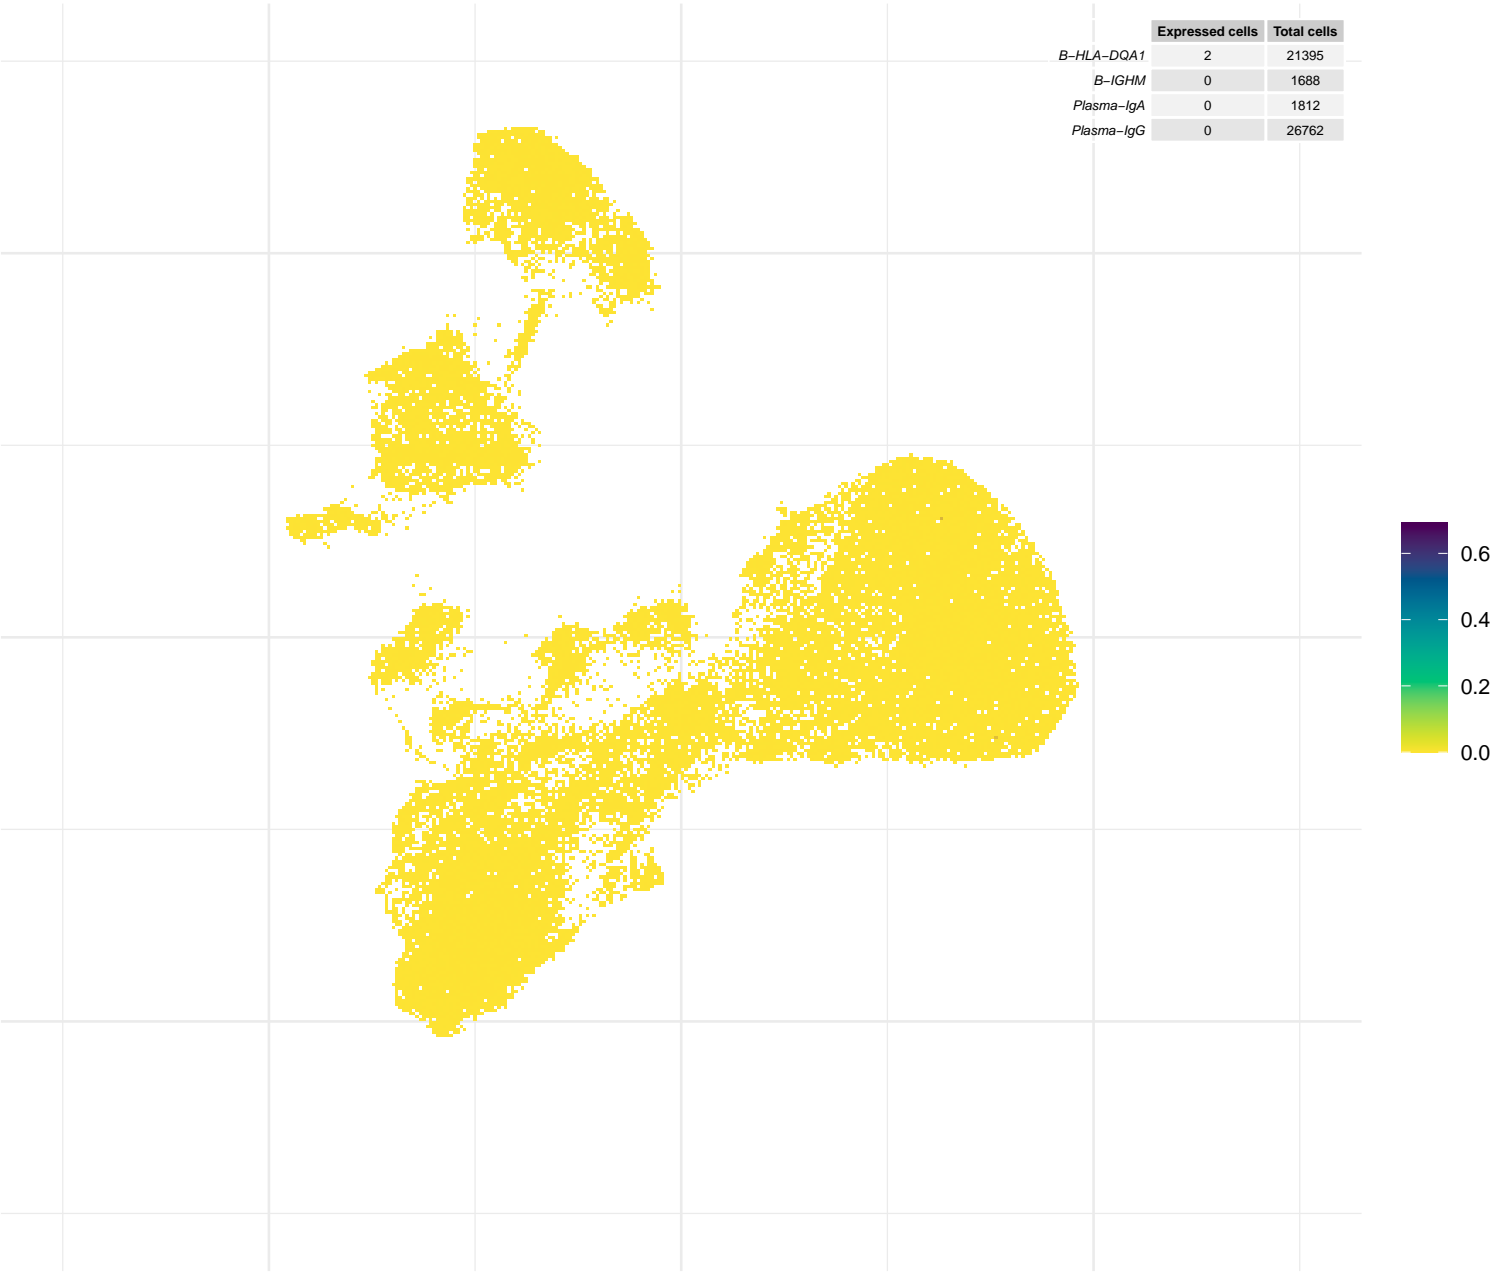 Expressed cells Total cells
B−HLA−DQA1 2 21395
B−IGHM 0 1688
Plasma−IgA 0 1812
Plasma−IgG 0 26762
0.6
0.4
0.2
0.0